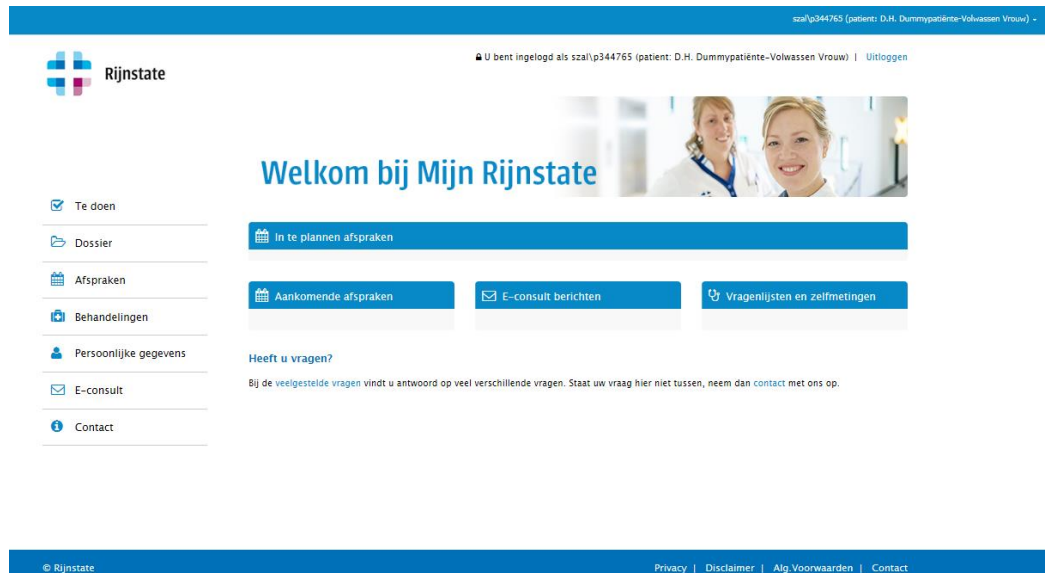 szal\p344765 (patient: D.H. Dummypatiënte-Volwassen Vrouw)
Rijnstate
U bent ingelogd als szal\p344765 (patient: D.H. Dummypatiënte-Volwassen Vrouw) | Uitloggen
Welkom bij Mijn Rijnstate
Te doen
Dossier
Afspraken
Behandelingen
Persoonlijke gegevens
E-consult
Contact
In te plannen afspraken
Aankomende afspraken
E-consult berichten
Vragenlijsten en zelfmetingen
Heeft u vragen?
Bij de veelgestelde vragen vindt u antwoord op veel verschillende vragen. Staat uw vraag hier niet tussen, neem dan contact met ons op.
© Rijnstate
Privacy | Disclaimer | Alg.Voorwaarden | Contact